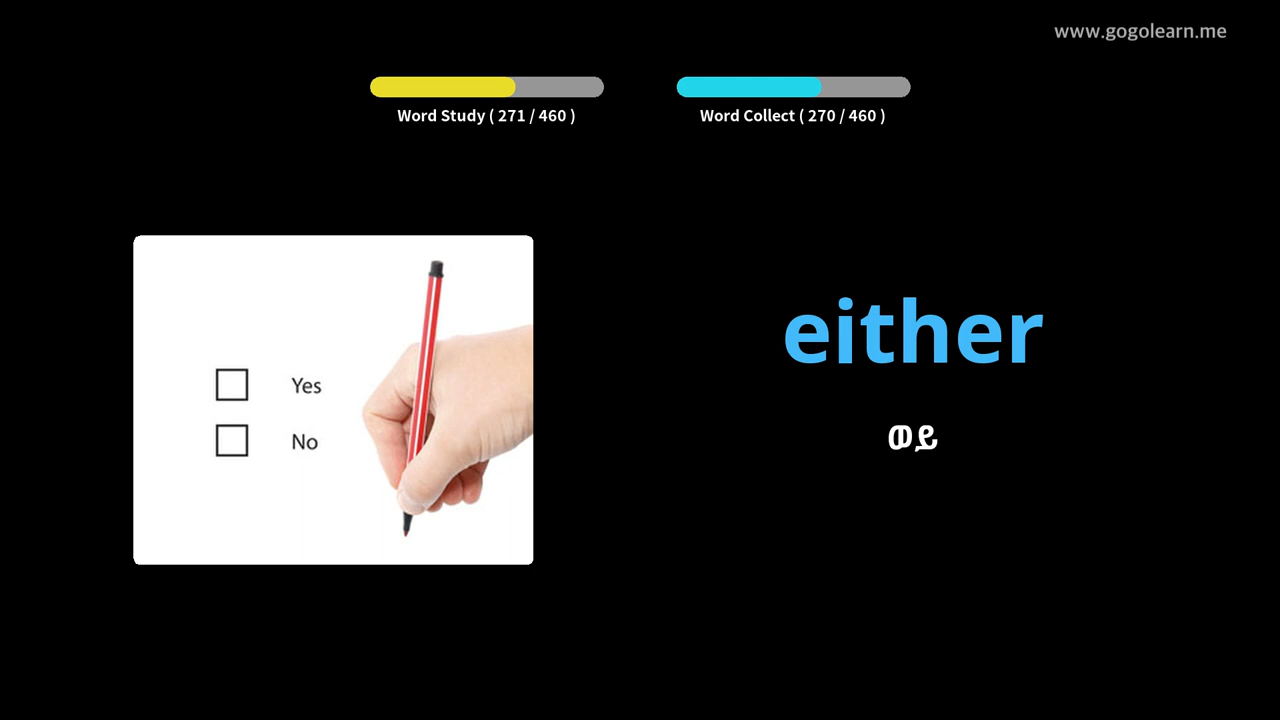 www.gogolearn.me
Word Study ( 271 / 460 )
Word Collect ( 270 / 460 )
Yes
No
either
ወይ